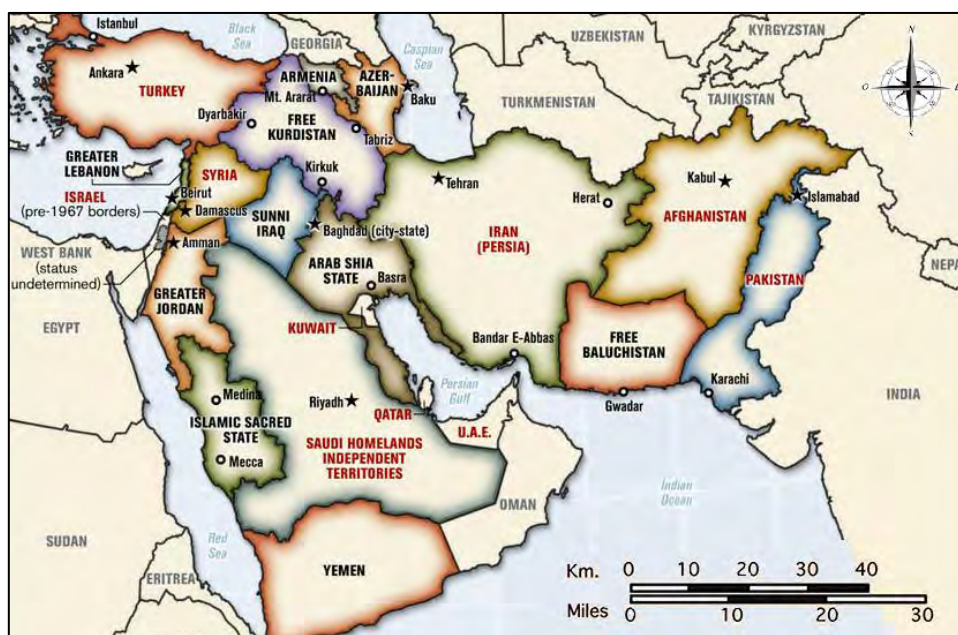 Istanbul
Black
Sea
GEORGIA
Caspian
Sea
UZBEKISTAN
KYRGYZSTAN
Ankara
TURKEY
ARMENIA
Mt. Ararat
AZER-
BAIJAN
Baku
TURKMENISTAN
TAJIKISTAN
Dyarbakir
FREE
KURDISTAN
Tabriz
GREATER
LEBANON
SYRIA
Kirkuk
Tehran
Herat
Kabul
Islamabad
ISRAEL
(pre-1967 borders)
Beirut
Damascus
SUNNI
IRAQ
Baghdad (city-state)
IRAN
(PERSIA)
AFGHANISTAN
WEST BANK
(status
undetermined)
Amman
ARAB SHIA
STATE
Basra
PAKISTAN
NEPA
GREATER
JORDAN
EGYPT
KUWAIT
Bandar E-Abbas
FREE
BALUCHISTAN
Medina
Riyadh
Persian
Gulf
Gwadar
Karachi
INDIA
ISLAMIC SACRED
STATE
QATAR
U.A.E.
Mecca
SAUDI HOMELANDS
INDEPENDENT
TERRITORIES
OMAN
Indian
Ocean
SUDAN
Red
Sea
YEMEN
ERITREA
Km. 0 10 20 30 40
Miles 0 10 20 30